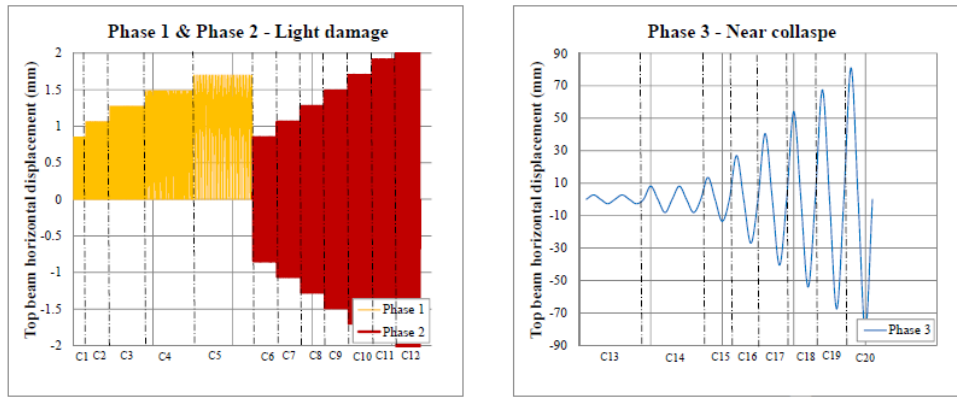 Phase 1 & Phase 2 - Light damage
Top beam horizontal displacement (mm)
2
1.5
1
0.5
0
-0.5
-1
-1.5
-2
C1 C2 C3 C4 C5 C6 C7 C8 C9 C10 C11 C12
Phase 1
Phase 2
Phase 3 - Near collaspe
Top beam horizontal displacement (mm)
90
70
50
30
10
-10
-30
-50
-70
-90
C13 C14 C15 C16 C17 C18 C19 C20
Phase 3